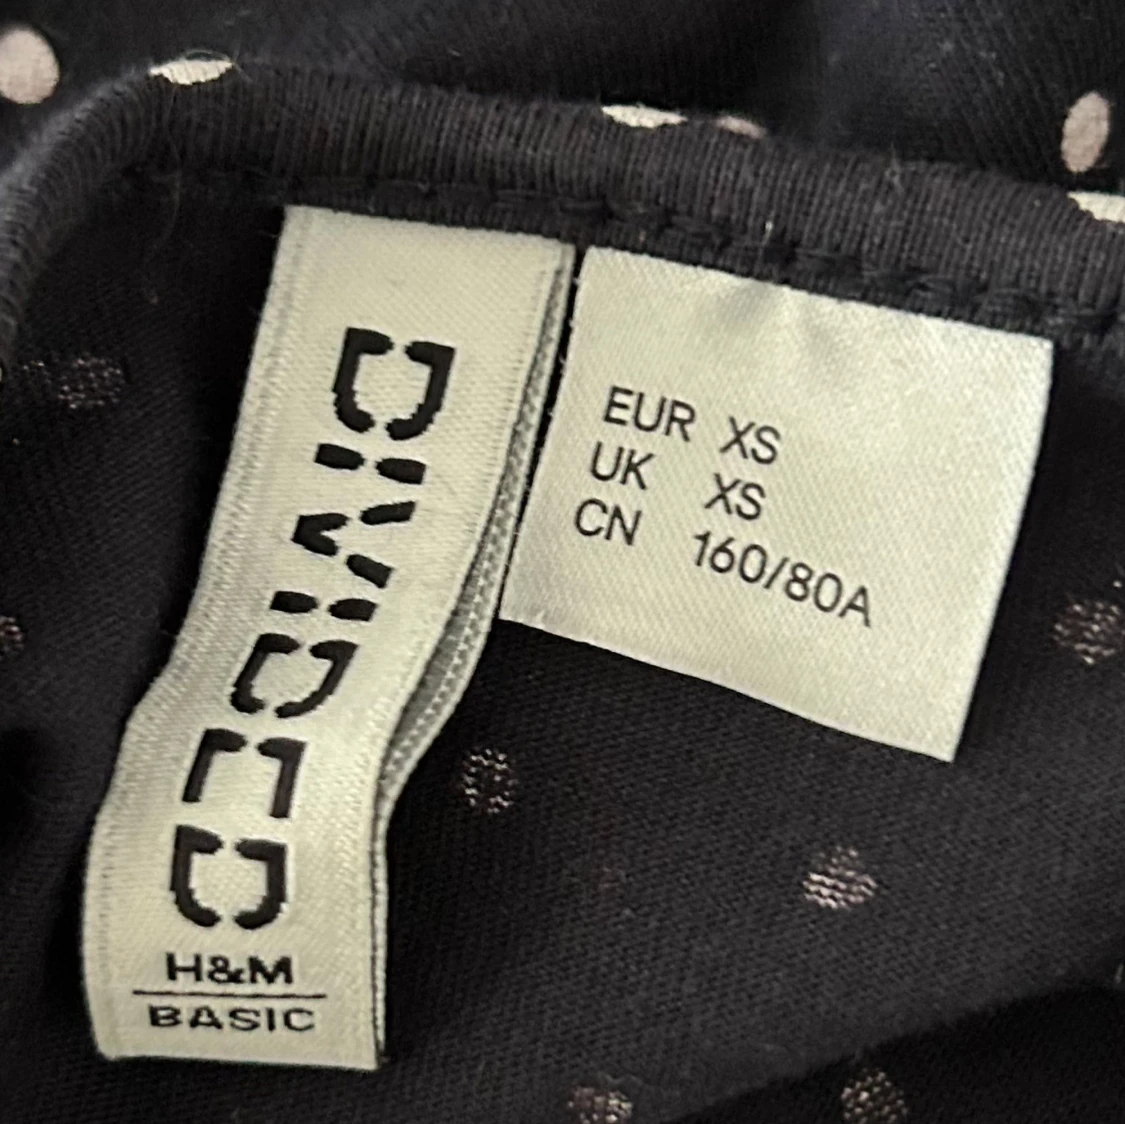 DIVIDED
H&M
BASIC
EUR XS
UK XS
CN 160/80A